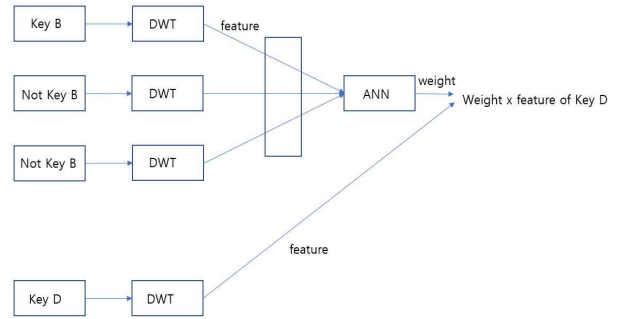 Key B
DWT
feature
Not Key B
DWT
ANN
weight
Weight x feature of Key D
Not Key B
DWT
feature
Key D
DWT